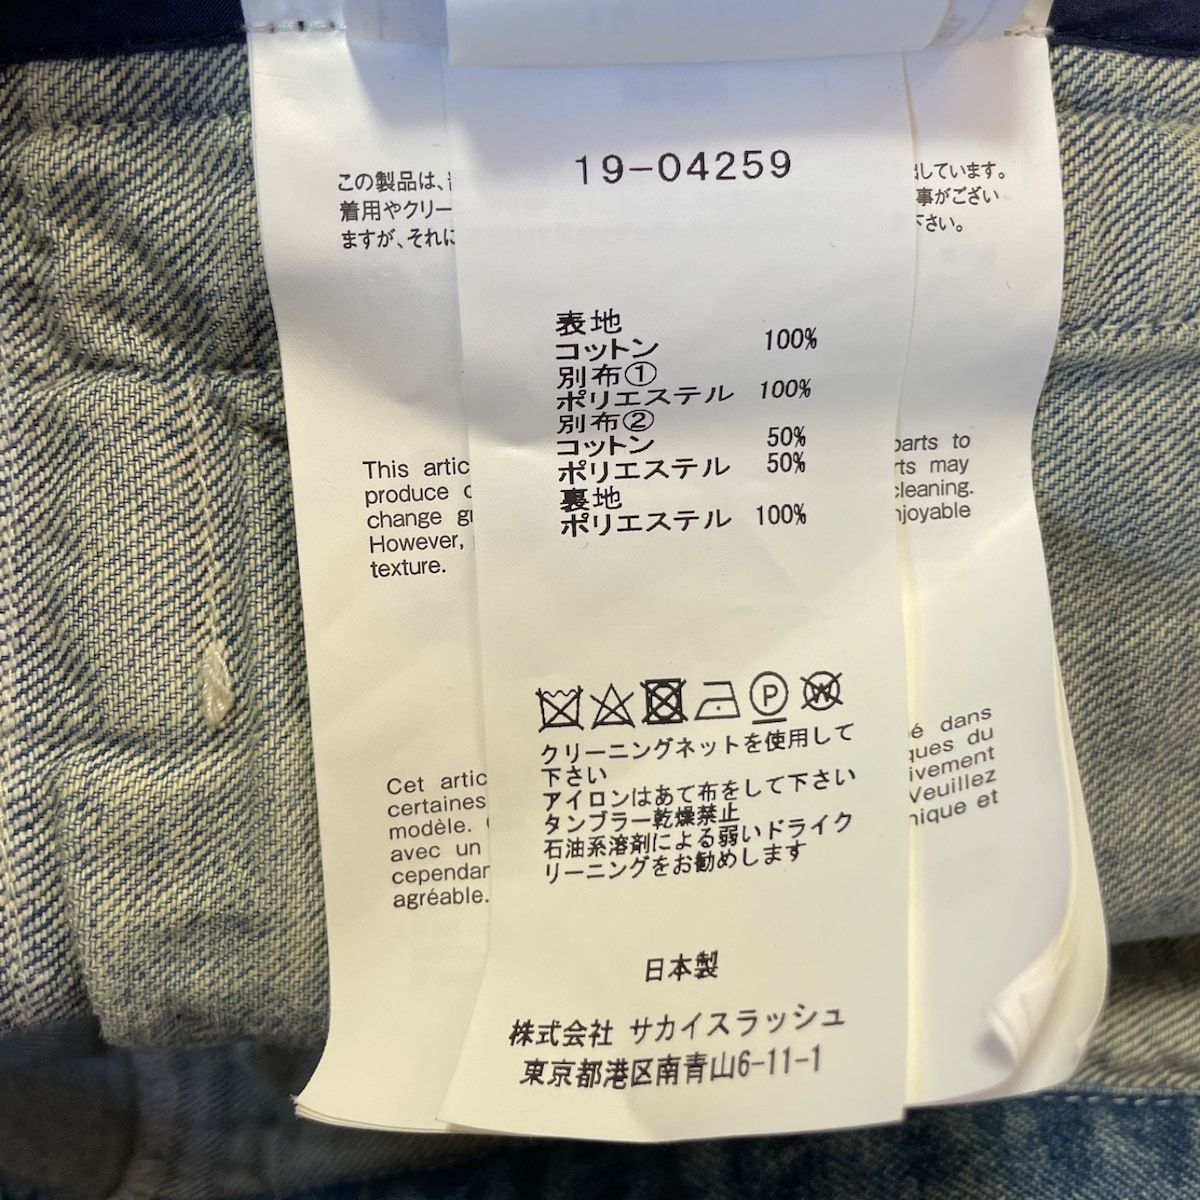 19-04259
この製品は、
着用やクリー
ますが、それに
しています。
事がござい
下さい。
表地
コットン 100%
別布①
ポリエステル 100%
別布②
コットン 50%
ポリエステル 50%
裏地
ポリエステル 100%
This artic
produce
change
However,
texture.
parts to
rts may
cleaning.
njoyable
P
W
クリーニングネットを使用して
下さい
アイロンはあて布をして下さい
タンブラー乾燥禁止
石油系溶剤による弱いドライク
リーニングをお勧めします
Cet artic
certaines
modèle.
avec un
cependan
agréable.
é dans
ques du
ivement
Veuillez
nique et
日本製
株式会社 サカイスラッシュ
東京都港区南青山6-11-1